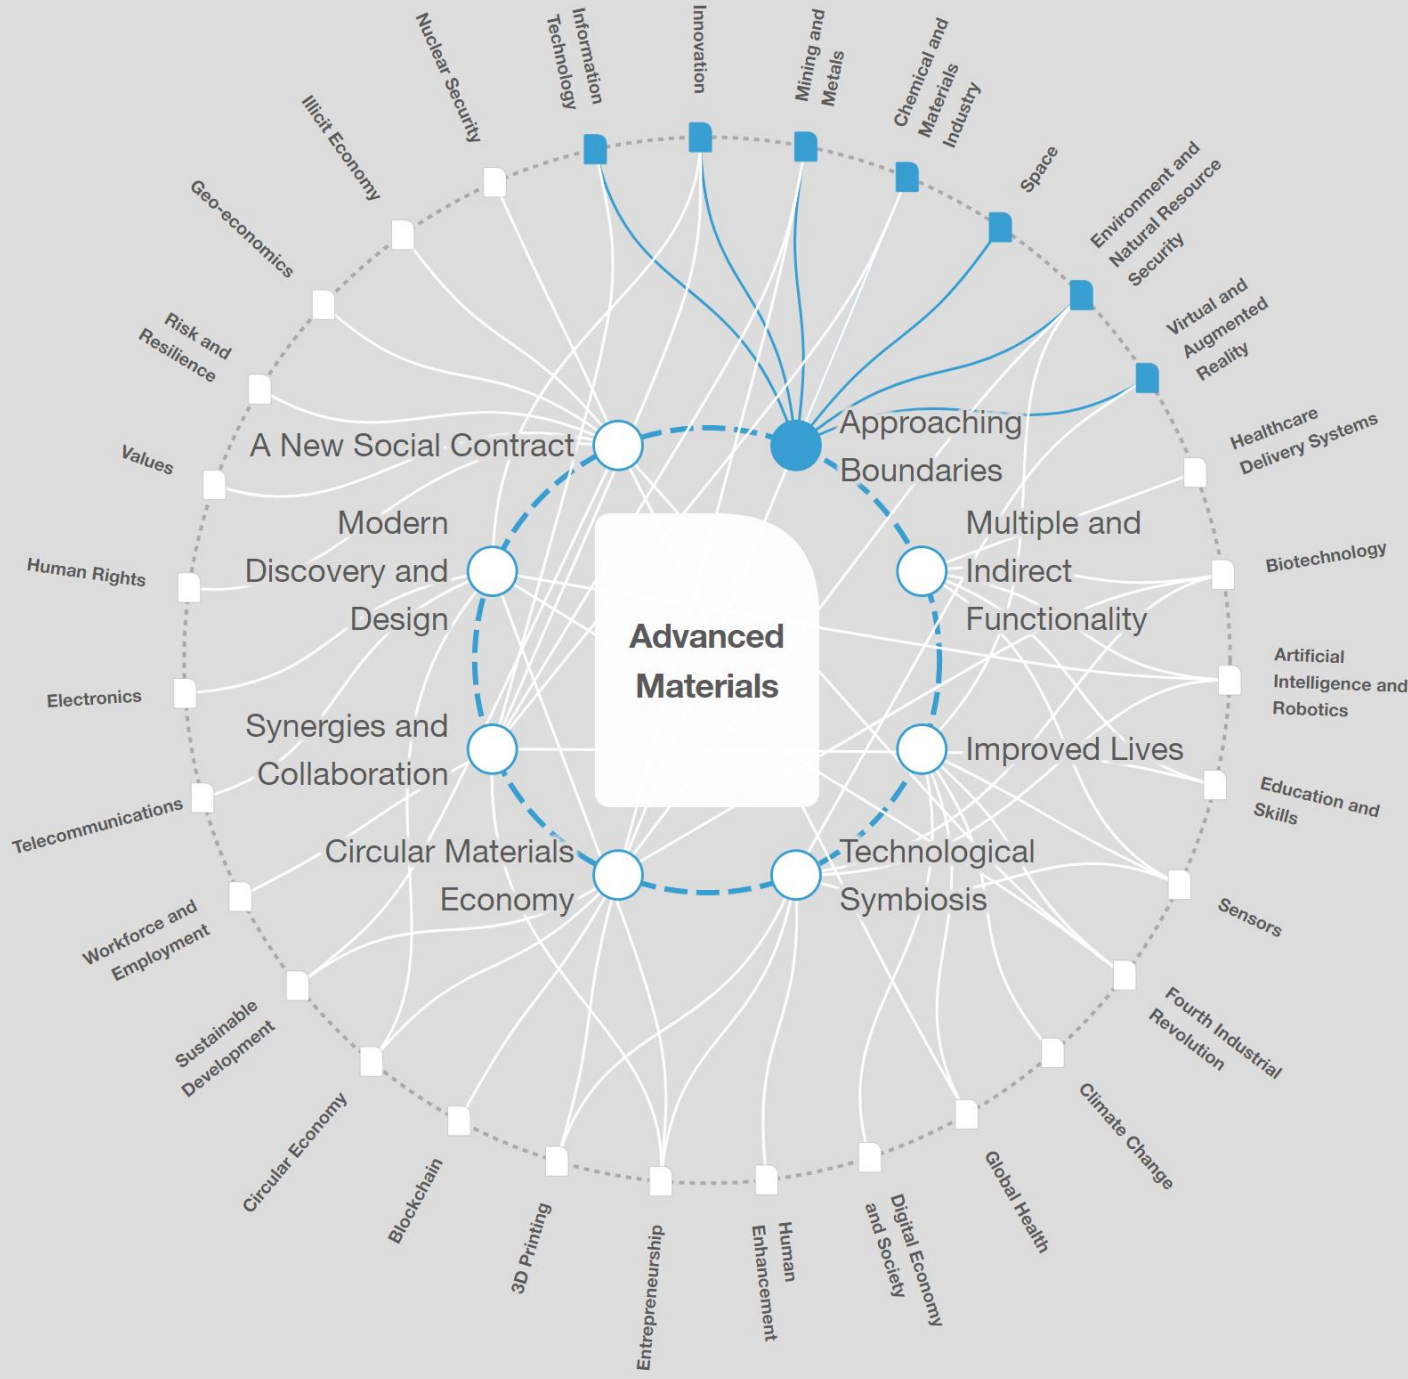 Information
Technology
Innovation
Mining and
Metals
Chemical and
Materials
Industry
Space
Environment and
Natural Resource
Security
Virtual and
Augmented
Reality
Healthcare
Delivery Systems
Biotechnology
Artificial
Intelligence and
Robotics
Education and
Skills
Sensors
Fourth Industrial
Revolution
Climate Change
Global Health
Digital Economy
and Society
Human
Enhancement
Entrepreneurship
3D Printing
Blockchain
Circular Economy
Sustainable
Development
Workforce and
Employment
Telecommunications
Electronics
Human Rights
Values
Risk and
Resilience
Geo-economics
Illicit Economy
Nuclear Security
A New Social Contract
Approaching
Boundaries
Modern
Discovery and
Design
Multiple and
Indirect
Functionality
Advanced
Materials
Synergies and
Collaboration
Improved Lives
Circular Materials
Economy
Technological
Symbiosis